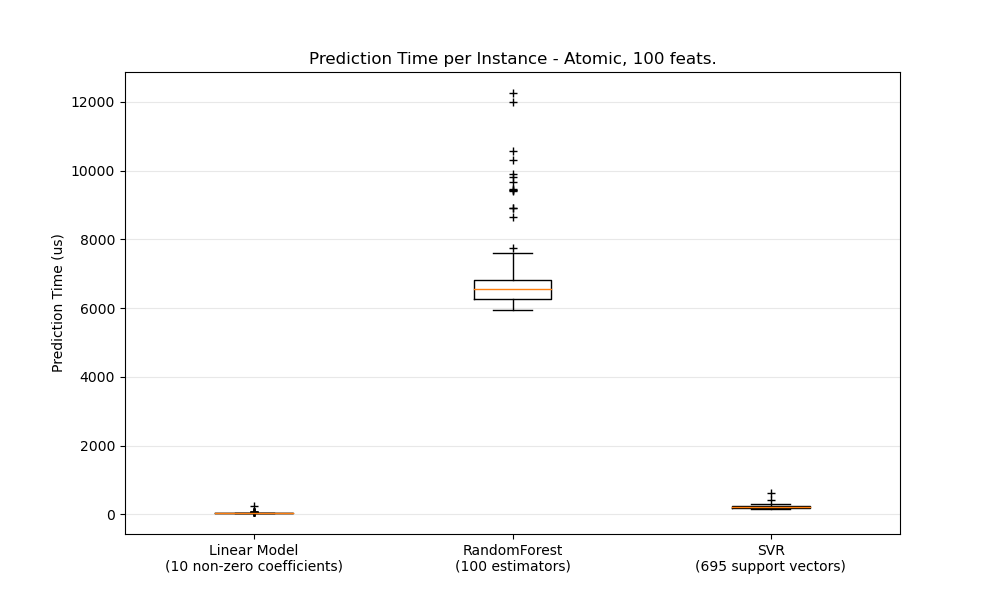 Prediction Time per Instance - Atomic, 100 feats.
12000
10000
8000
6000
4000
2000
0
Prediction Time (us)
Linear Model
(10 non-zero coefficients)
RandomForest
(100 estimators)
SVR
(695 support vectors)